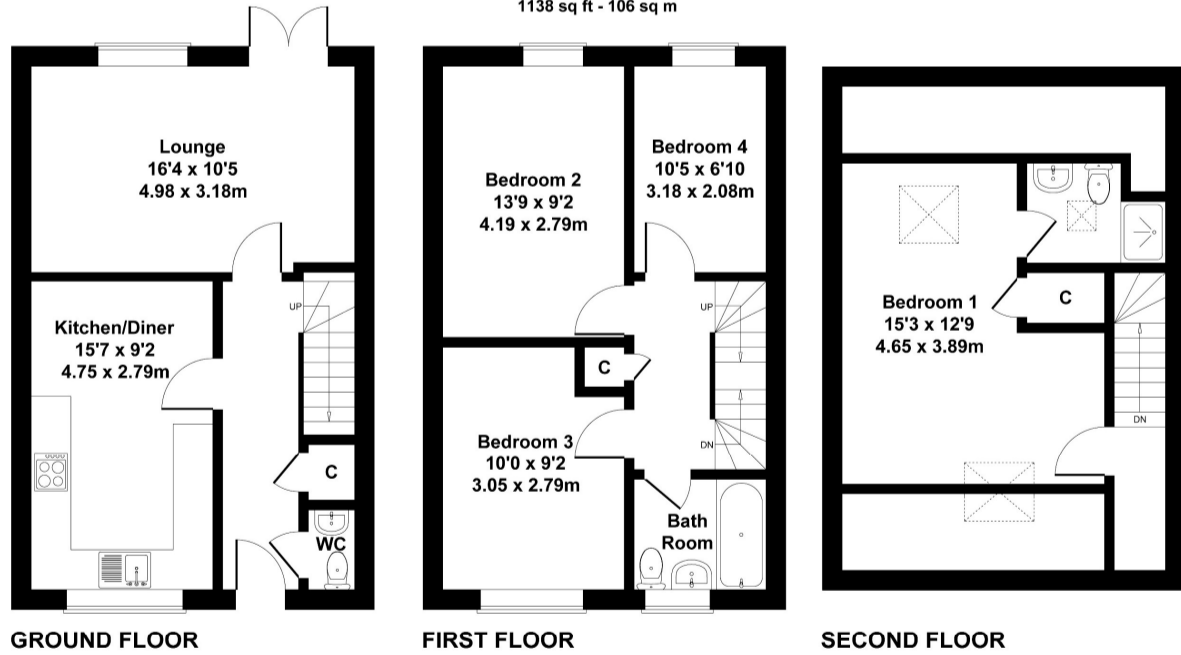 1138 sq ft - 106 sq m
Lounge
16'4 x 10'5
4.98 x 3.18m
UP
Kitchen/Diner
15'7 x 9'2
4.75 x 2.79m
C
WC
GROUND FLOOR
Bedroom 2
13'9 x 9'2
4.19 x 2.79m
Bedroom 4
10'5 x 6'10
3.18 x 2.08m
UP
C
Bedroom 3
10'0 x 9'2
3.05 x 2.79m
DN
Bath
Room
FIRST FLOOR
Bedroom 1
15'3 x 12'9
4.65 x 3.89m
C
DN
SECOND FLOOR